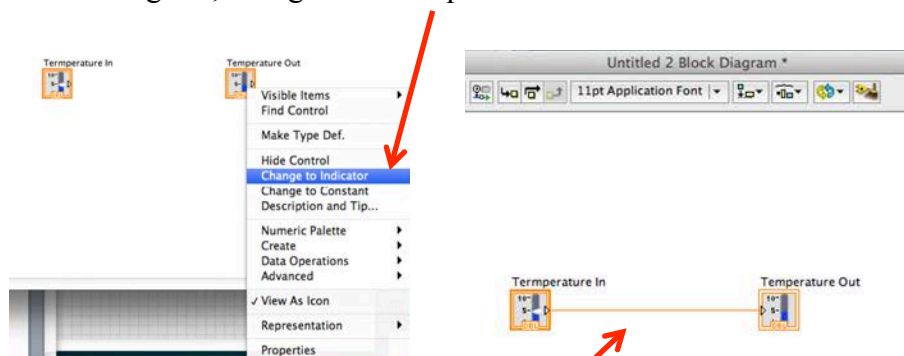 Termperature In
Temperature Out
Visible Items
Find Control
Make Type Def.
Hide Control
Change to Indicator
Change to Constant
Description and Tip...
Numeric Palette
Create
Data Operations
Advanced
✓ View As Icon
Representation
Properties
Untitled 2 Block Diagram *
11pt Application Font
Termperature In
Temperature Out